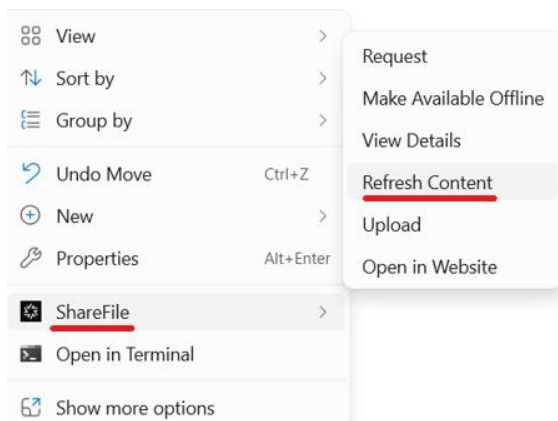 View
Sort by
Group by
Undo Move Ctrl+Z
New
Properties Alt+Enter
ShareFile
Open in Terminal
Show more options
Request
Make Available Offline
View Details
Refresh Content
Upload
Open in Website